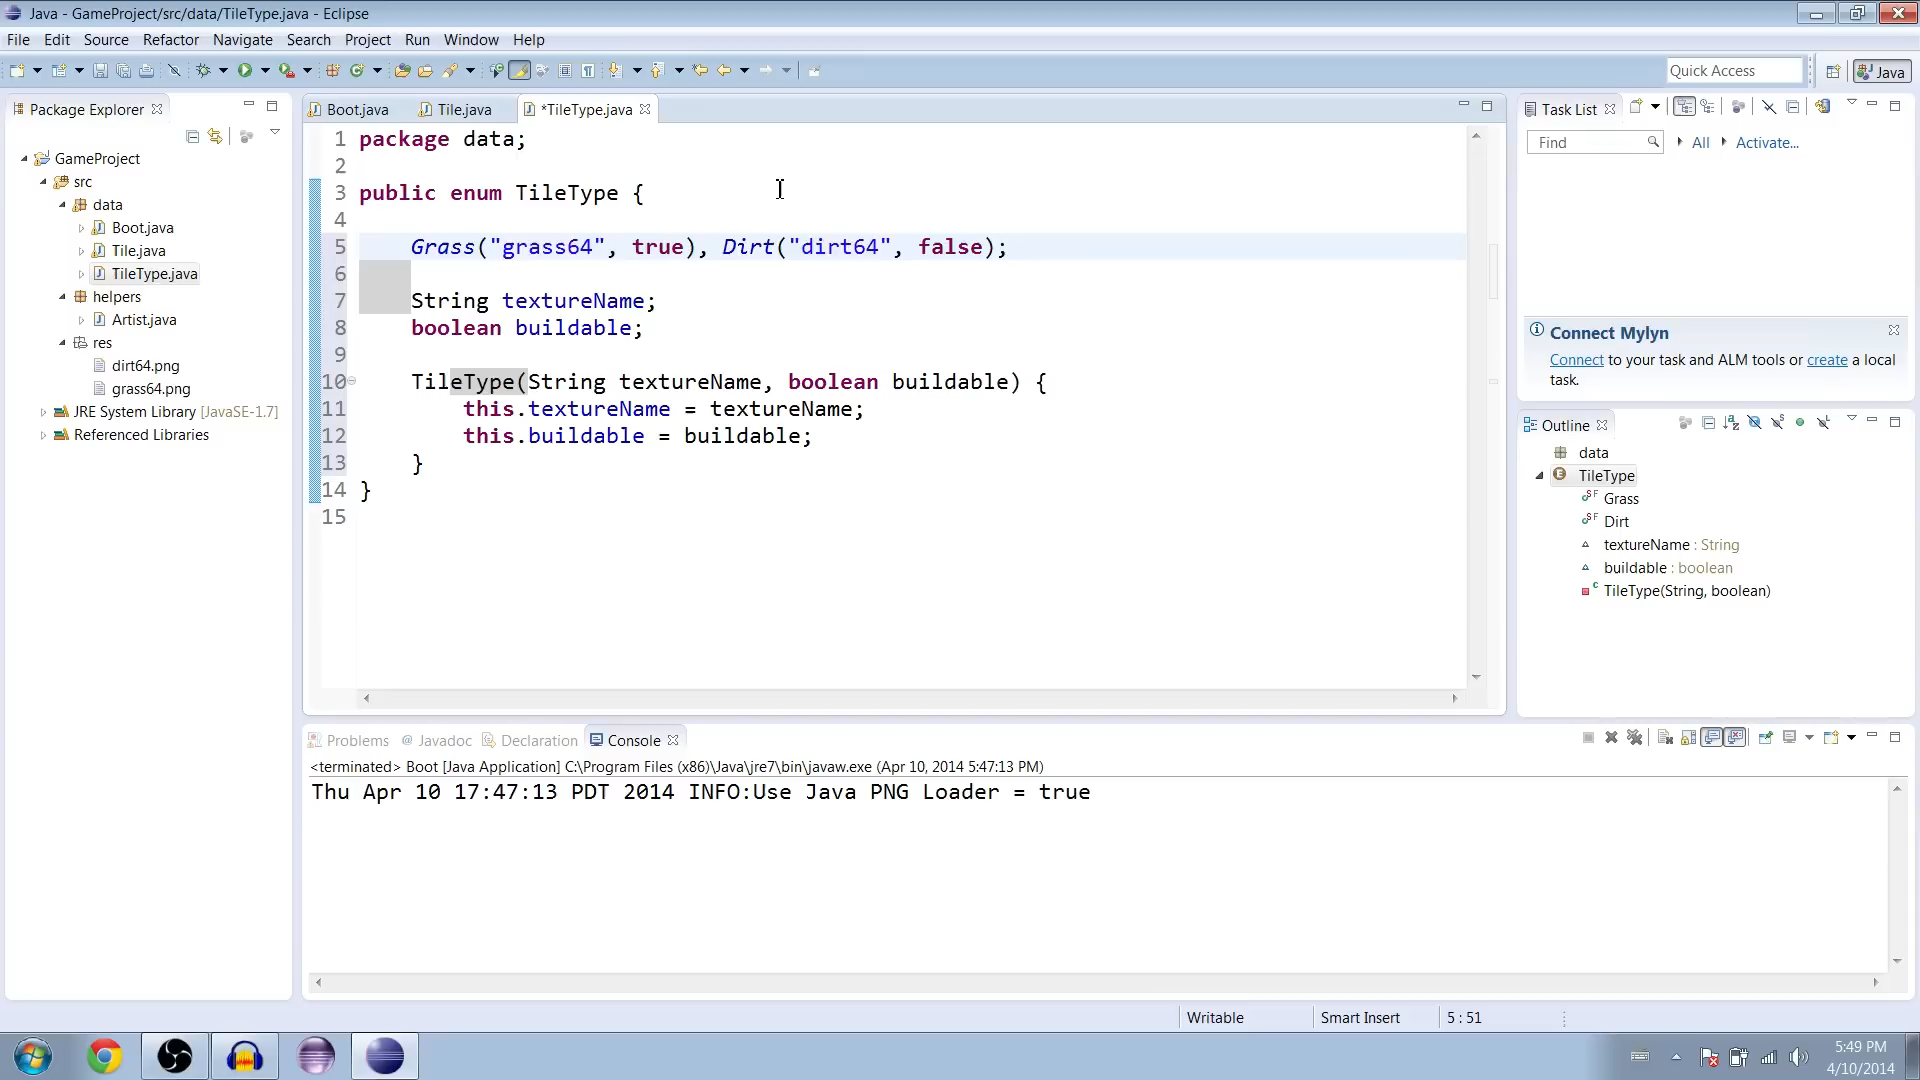 Java - GameProject/src/data/TileType.java - Eclipse
File Edit Source Refactor Navigate Search Project Run Window Help
Quick Access
Java
Package Explorer
GameProject
src
data
Boot.java
Tile.java
TileType.java
helpers
Artist.java
res
dirt64.png
grass64.png
JRE System Library [JavaSE-1.7]
Referenced Libraries
Boot.java Tile.java *TileType.java
1 package data;
2
3 public enum TileType {
4
5 Grass("grass64", true), Dirt("dirt64", false);
6
7 String textureName;
8 boolean buildable;
9
10 TileType(String textureName, boolean buildable) {
11 this.textureName = textureName;
12 this.buildable = buildable;
13 }
14 }
15
Task List
Find All Activate...
Connect Mylyn
Connect to your task and ALM tools or create a local
task.
Outline
data
TileType
Grass
Dirt
textureName : String
buildable : boolean
TileType(String, boolean)
Problems @ Javadoc Declaration Console
<terminated> Boot [Java Application] C:\Program Files (x86)\Java\jre7\bin\javaw.exe (Apr 10, 2014 5:47:13 PM)
Thu Apr 10 17:47:13 PDT 2014 INFO:Use Java PNG Loader = true
Writable Smart Insert 5 : 51
5:49 PM
4/10/2014